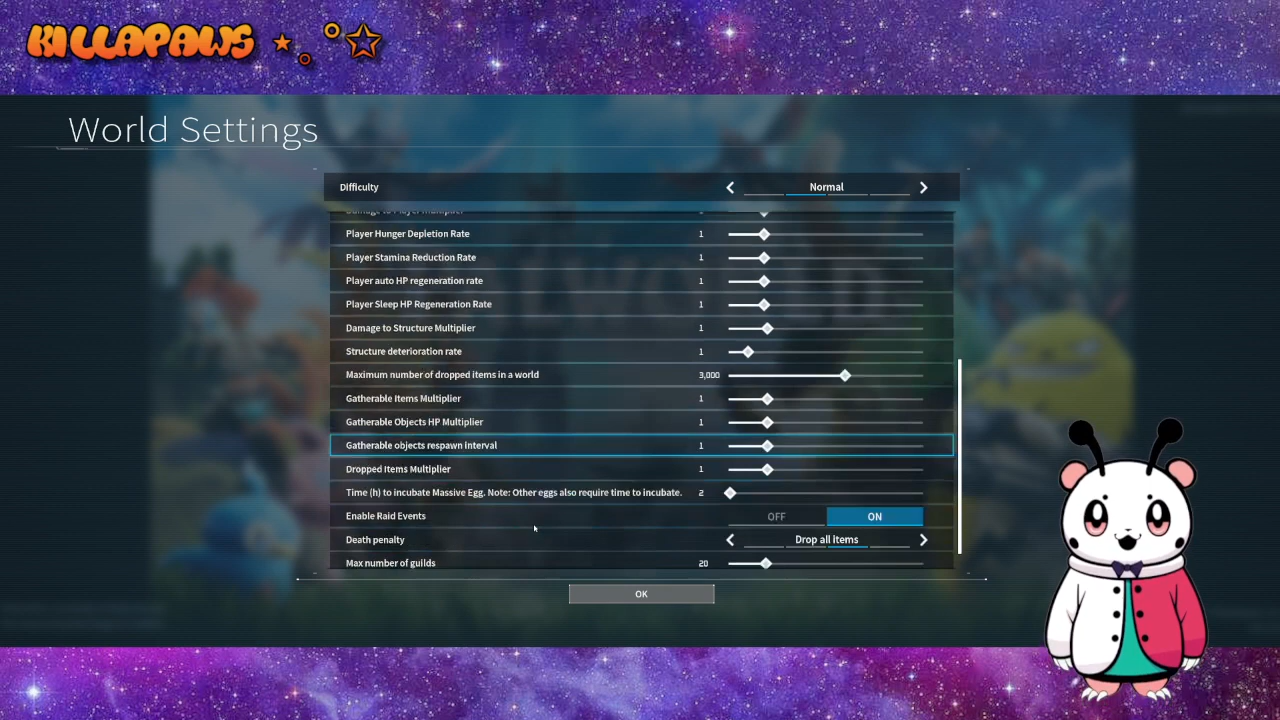 KILLAPAWS
World Settings
Difficulty Normal
Damage to Player Multiplier
Player Hunger Depletion Rate 1
Player Stamina Reduction Rate 1
Player auto HP regeneration rate 1
Player Sleep HP Regeneration Rate 1
Damage to Structure Multiplier 1
Structure deterioration rate 1
Maximum number of dropped items in a world 3,000
Gatherable Items Multiplier 1
Gatherable Objects HP Multiplier 1
Gatherable objects respawn interval 1
Dropped Items Multiplier 1
Time (h) to incubate Massive Egg. Note: Other eggs also require time to incubate. 2
Enable Raid Events OFF ON
Death penalty Drop all items
Max number of guilds 20
OK